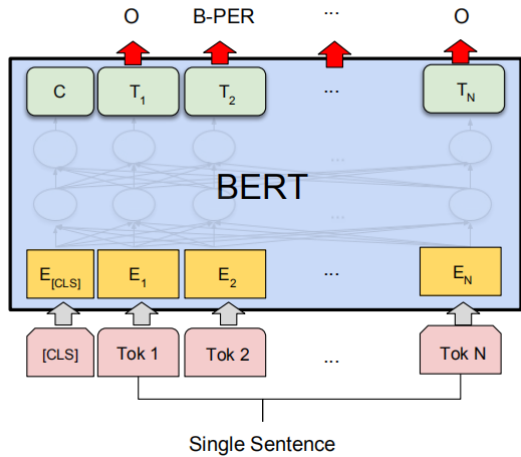 O B-PER ... O
C T1 T2 ... TN
...
BERT
...
E[CLS] E1 E2 ... EN
[CLS] Tok 1 Tok 2 ... Tok N
Single Sentence